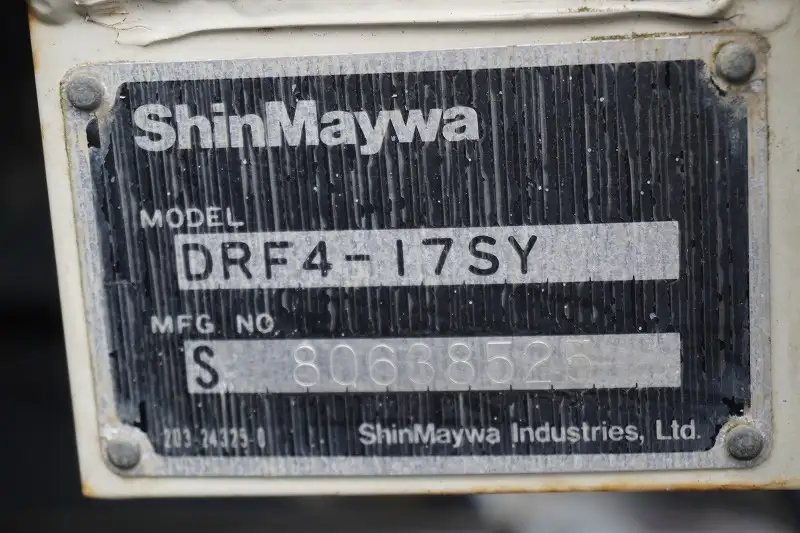 ShinMaywa
MODEL
DRF4-17SY
MFG NO
S 80638525
203-24325-0
ShinMaywa Industries, Ltd.